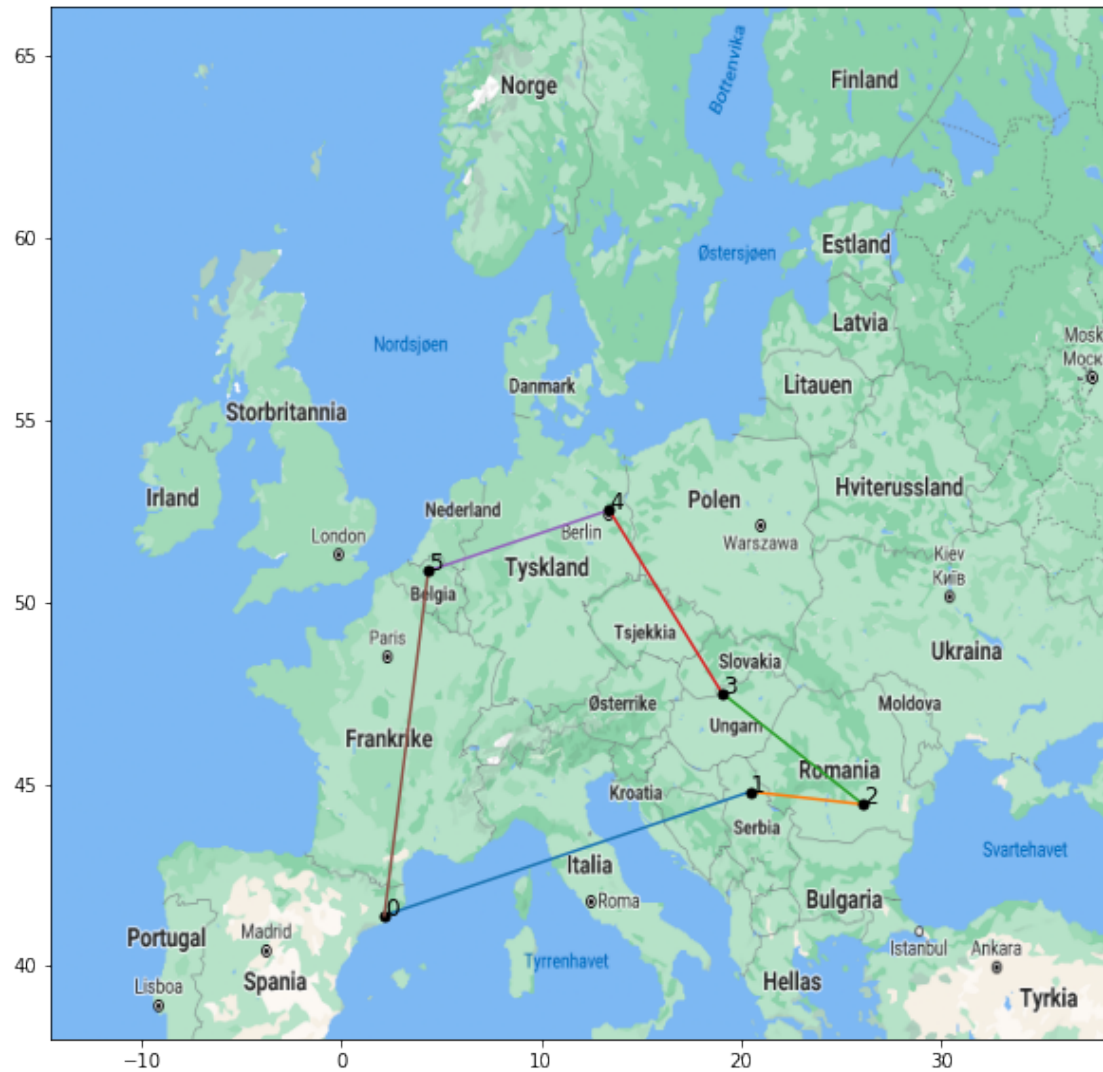 65
60
55
50
45
40
−10
0
10
20
30
Norge
Finland
Bottenvika
Østersjøen
Estland
Latvia
Litauen
Nordsjøen
Danmark
Storbritannia
Irland
London
Nederland
Berlin
Polen
Warszawa
Hviterussland
Kiev
Київ
Ukraina
Mosk
Моск
Tyskland
Belgia
Paris
Tsjekkia
Slovakia
Østerrike
Ungarn
Moldova
Frankrike
Romania
Kroatia
Serbia
Svartehavet
Italia
Roma
Bulgaria
Portugal
Madrid
Lisboa
Spania
Tyrrenhavet
Istanbul
Ankara
Hellas
Tyrkia
0
1
2
3
4
5